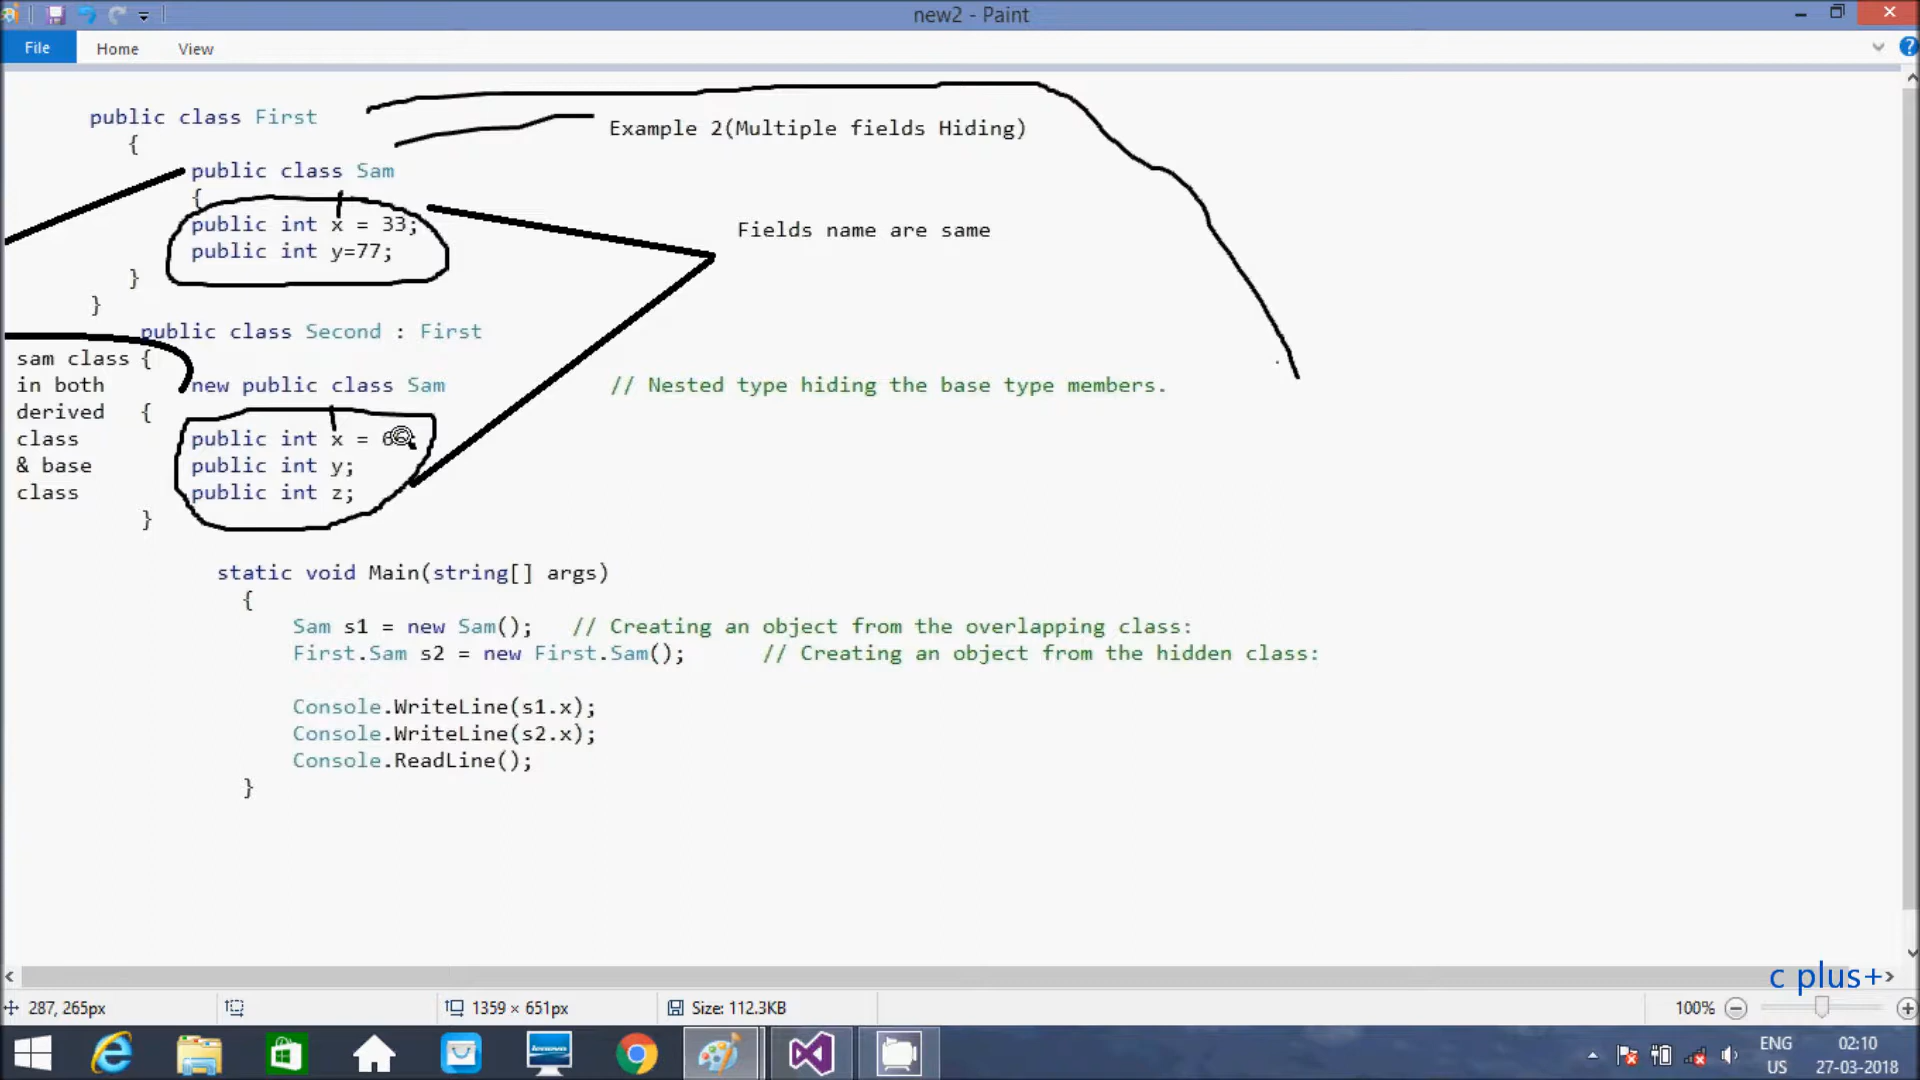 new2 - Paint
File Home View
public class First
Example 2(Multiple fields Hiding)
{
public class Sam
{
public int x = 33;
Fields name are same
public int y=77;
}
}
public class Second : First
sam class {
in both new public class Sam // Nested type hiding the base type members.
derived {
class public int x =
& base public int y;
class public int z;
}
static void Main(string[] args)
{
Sam s1 = new Sam(); // Creating an object from the overlapping class:
First.Sam s2 = new First.Sam(); // Creating an object from the hidden class:
Console.WriteLine(s1.x);
Console.WriteLine(s2.x);
Console.ReadLine();
}
c plus+
287, 265px 1359 × 651px Size: 112.3KB 100%
ENG 02:10
US 27-03-2018